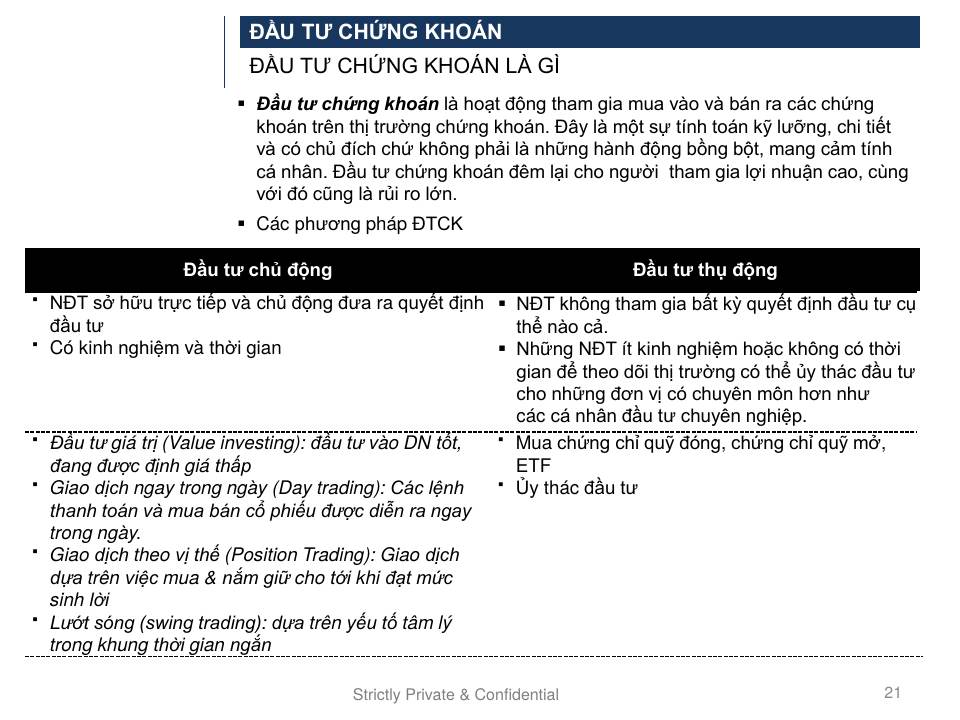 ĐẦU TƯ CHỨNG KHOÁN
ĐẦU TƯ CHỨNG KHOÁN LÀ GÌ
▪ Đầu tư chứng khoán là hoạt động tham gia mua vào và bán ra các chứng
khoán trên thị trường chứng khoán. Đây là một sự tính toán kỹ lưỡng, chi tiết
và có chủ đích chứ không phải là những hành động bồng bột, mang cảm tính
cá nhân. Đầu tư chứng khoán đêm lại cho người tham gia lợi nhuận cao, cùng
với đó cũng là rủi ro lớn.
▪ Các phương pháp ĐTCK
Đầu tư chủ động
Đầu tư thụ động
▪ NĐT sở hữu trực tiếp và chủ động đưa ra quyết định
đầu tư
▪ Có kinh nghiệm và thời gian
▪ NĐT không tham gia bất kỳ quyết định đầu tư cụ
thể nào cả.
▪ Những NĐT ít kinh nghiệm hoặc không có thời
gian để theo dõi thị trường có thể ủy thác đầu tư
cho những đơn vị có chuyên môn hơn như
các cá nhân đầu tư chuyên nghiệp.
▪ Đầu tư giá trị (Value investing): đầu tư vào DN tốt,
đang được định giá thấp
▪ Giao dịch ngay trong ngày (Day trading): Các lệnh
thanh toán và mua bán cổ phiếu được diễn ra ngay
trong ngày.
▪ Giao dịch theo vị thế (Position Trading): Giao dịch
dựa trên việc mua & nắm giữ cho tới khi đạt mức
sinh lời
▪ Lướt sóng (swing trading): dựa trên yếu tố tâm lý
trong khung thời gian ngắn
▪ Mua chứng chỉ quỹ đóng, chứng chỉ quỹ mở,
ETF
▪ Ủy thác đầu tư
Strictly Private & Confidential
21